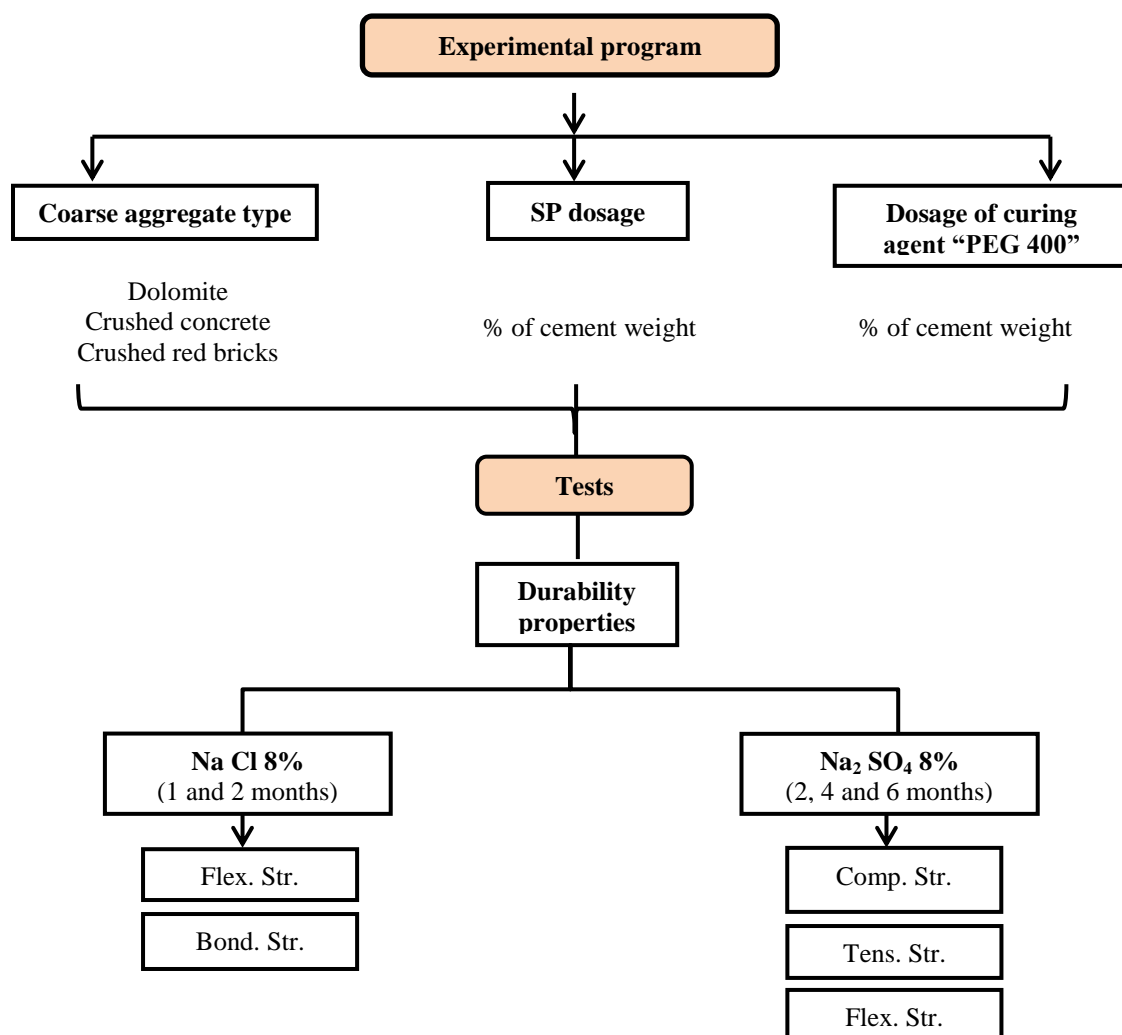 Experimental program
Coarse aggregate type
SP dosage
Dosage of curing
agent “PEG 400”
Dolomite
Crushed concrete
Crushed red bricks
% of cement weight
% of cement weight
Tests
Durability
properties
Na Cl 8%
(1 and 2 months)
Na₂ SO₄ 8%
(2, 4 and 6 months)
Flex. Str.
Bond. Str.
Comp. Str.
Tens. Str.
Flex. Str.